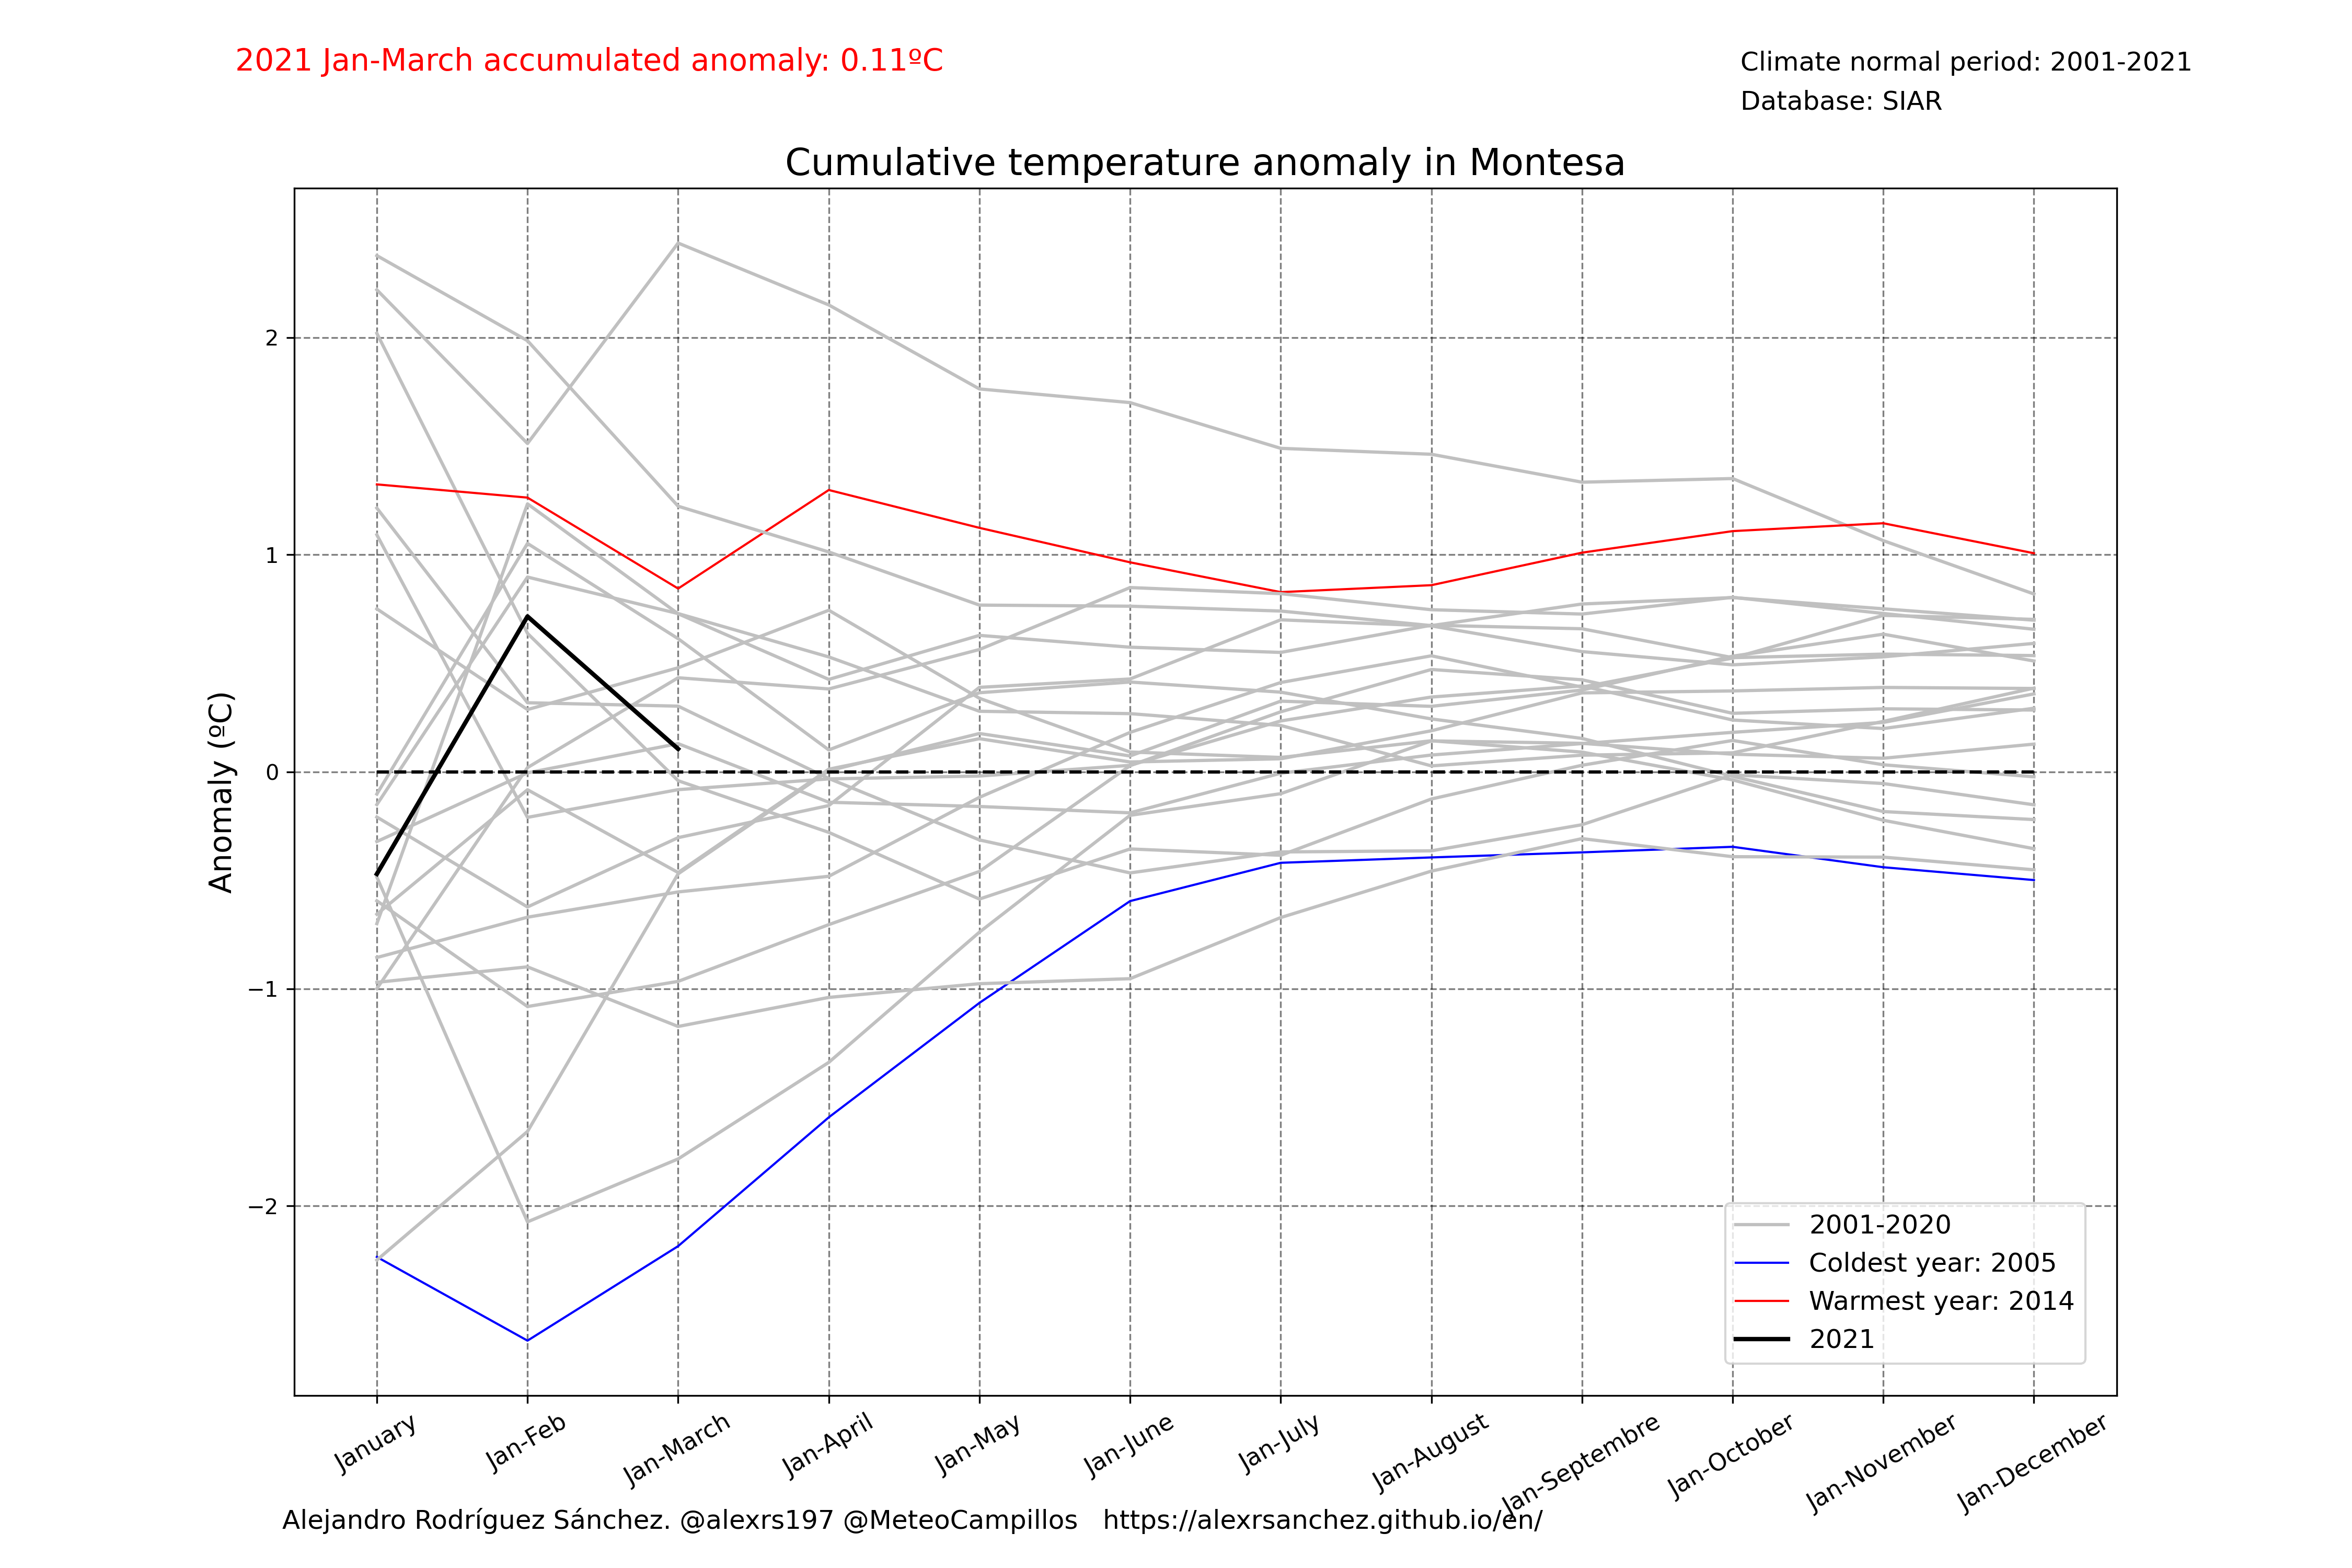 2021 Jan-March accumulated anomaly: 0.11ºC
Climate normal period: 2001-2021
Database: SIAR
Cumulative temperature anomaly in Montesa
Anomaly (ºC)
2
1
0
−1
−2
2001-2020
Coldest year: 2005
Warmest year: 2014
2021
January
Jan-Feb
Jan-March
Jan-April
Jan-May
Jan-June
Jan-July
Jan-August
Jan-Septembre
Jan-October
Jan-November
Jan-December
Alejandro Rodríguez Sánchez. @alexrs197 @MeteoCampillos   https://alexrsanchez.github.io/en/